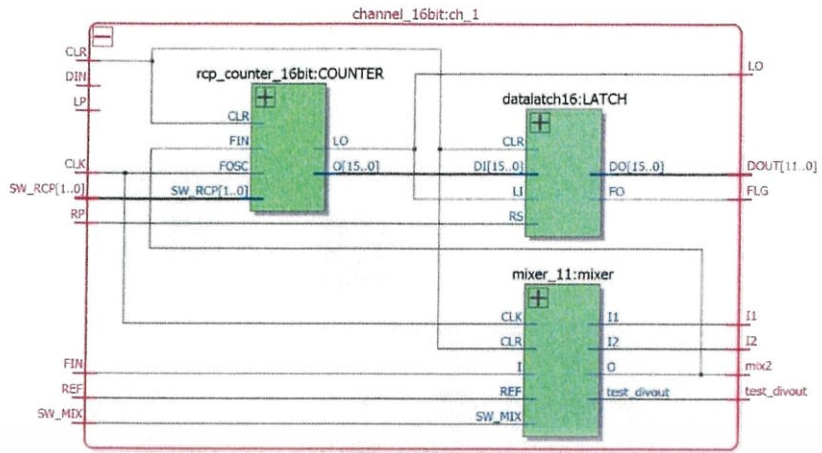 channel_16bit:ch_1
CLR
DIN
LP
CLK
SW_RCP[1..0]
RP
FIN
REF
SW_MIX
rcp_counter_16bit:COUNTER
CLR
FIN
FOSC
SW_RCP[1..0]
LO
Q[15..0]
datalatch16:LATCH
CLR
DI[15..0]
LI
RS
DO[15..0]
FO
mixer_11:mixer
CLK
CLR
I
REF
SW_MIX
I1
I2
O
test_divout
LO
DOUT[11..0]
FLG
I1
I2
mix2
test_divout